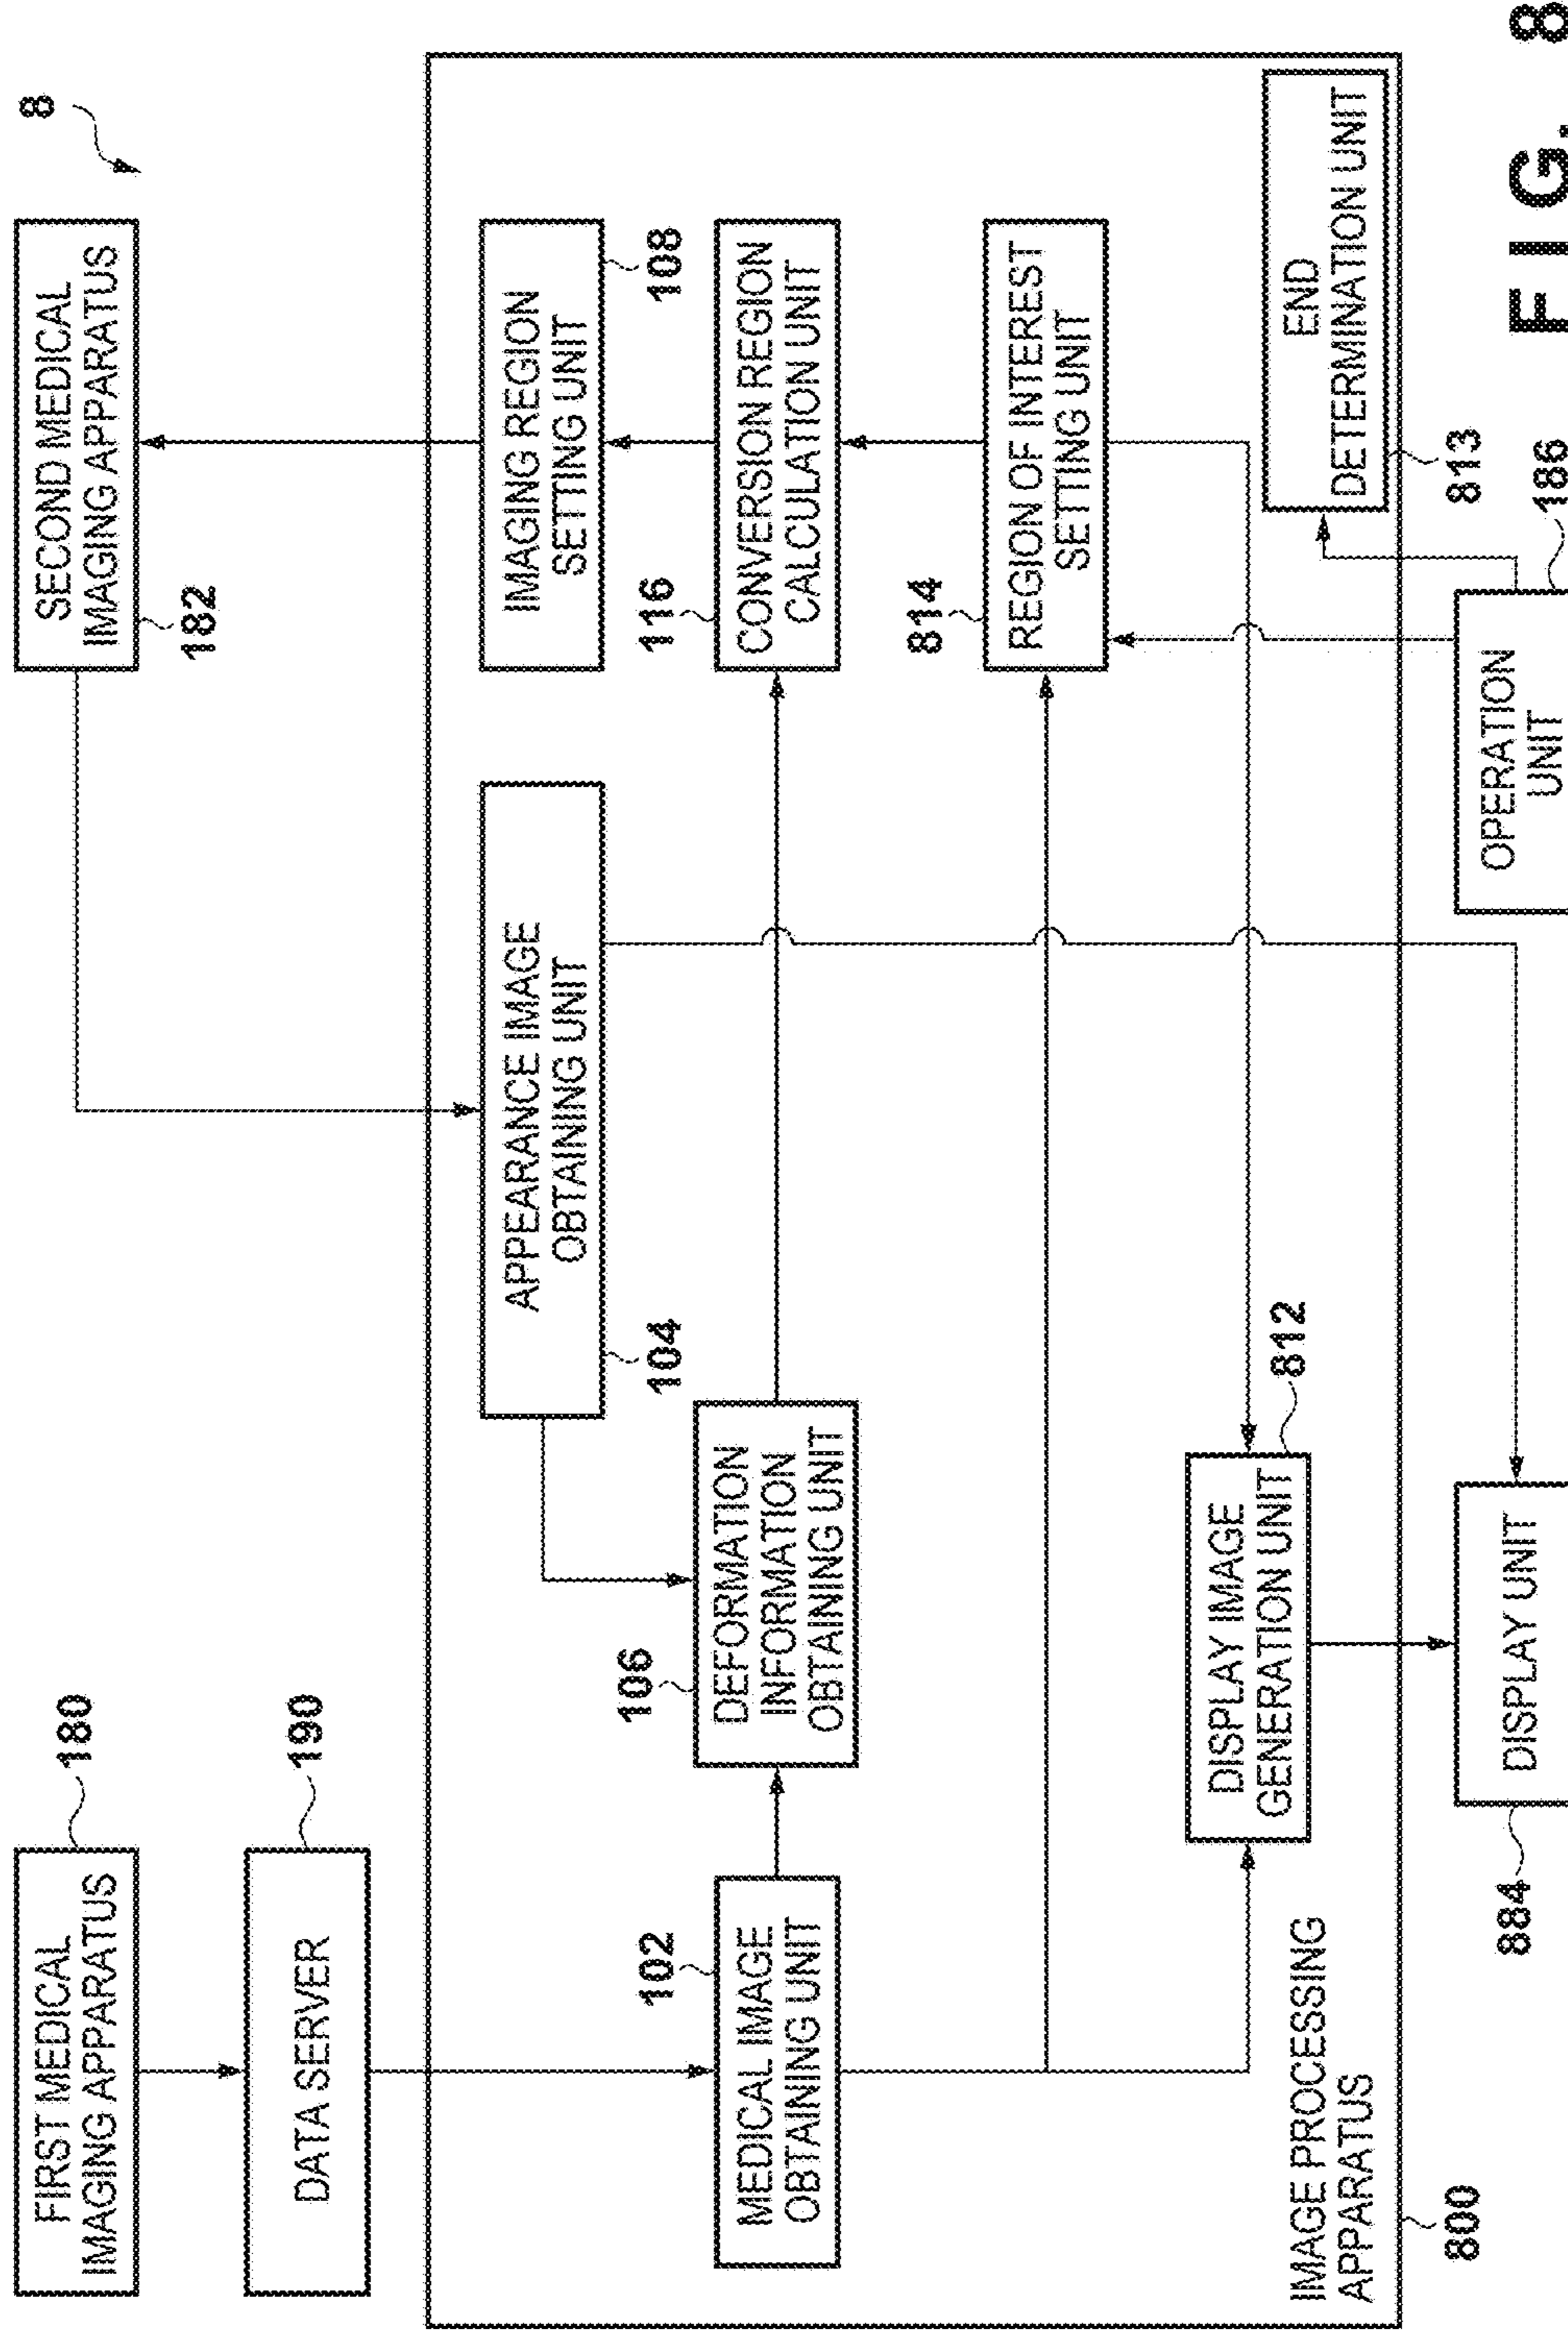 8
FIRST MEDICAL
IMAGING APPARATUS
180
SECOND MEDICAL
IMAGING APPARATUS
182
DATA SERVER
190
APPEARANCE IMAGE
OBTAINING UNIT
104
IMAGING REGION
SETTING UNIT
108
102
MEDICAL IMAGE
OBTAINING UNIT
106
DEFORMATION
INFORMATION
OBTAINING UNIT
116
CONVERSION REGION
CALCULATION UNIT
814
REGION OF INTEREST
SETTING UNIT
DISPLAY IMAGE
GENERATION UNIT
812
END
DETERMINATION UNIT
813
IMAGE PROCESSING
APPARATUS
800
884
DISPLAY UNIT
OPERATION
UNIT
186
FIG. 8